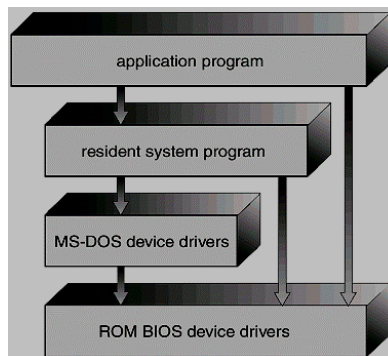 application program
resident system program
MS-DOS device drivers
ROM BIOS device drivers